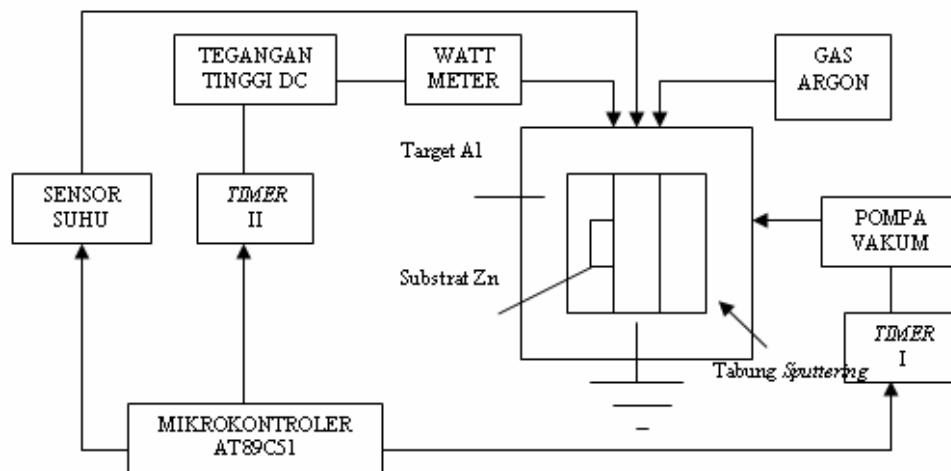 TEGANGAN
TINGGI DC
WATT
METER
GAS
ARGON
Target Al
SENSOR
SUHU
TIMER
II
POMPA
VAKUM
Substrat Zn
TIMER
I
Tabung Sputtering
MIKROKONTROLER
AT89C51